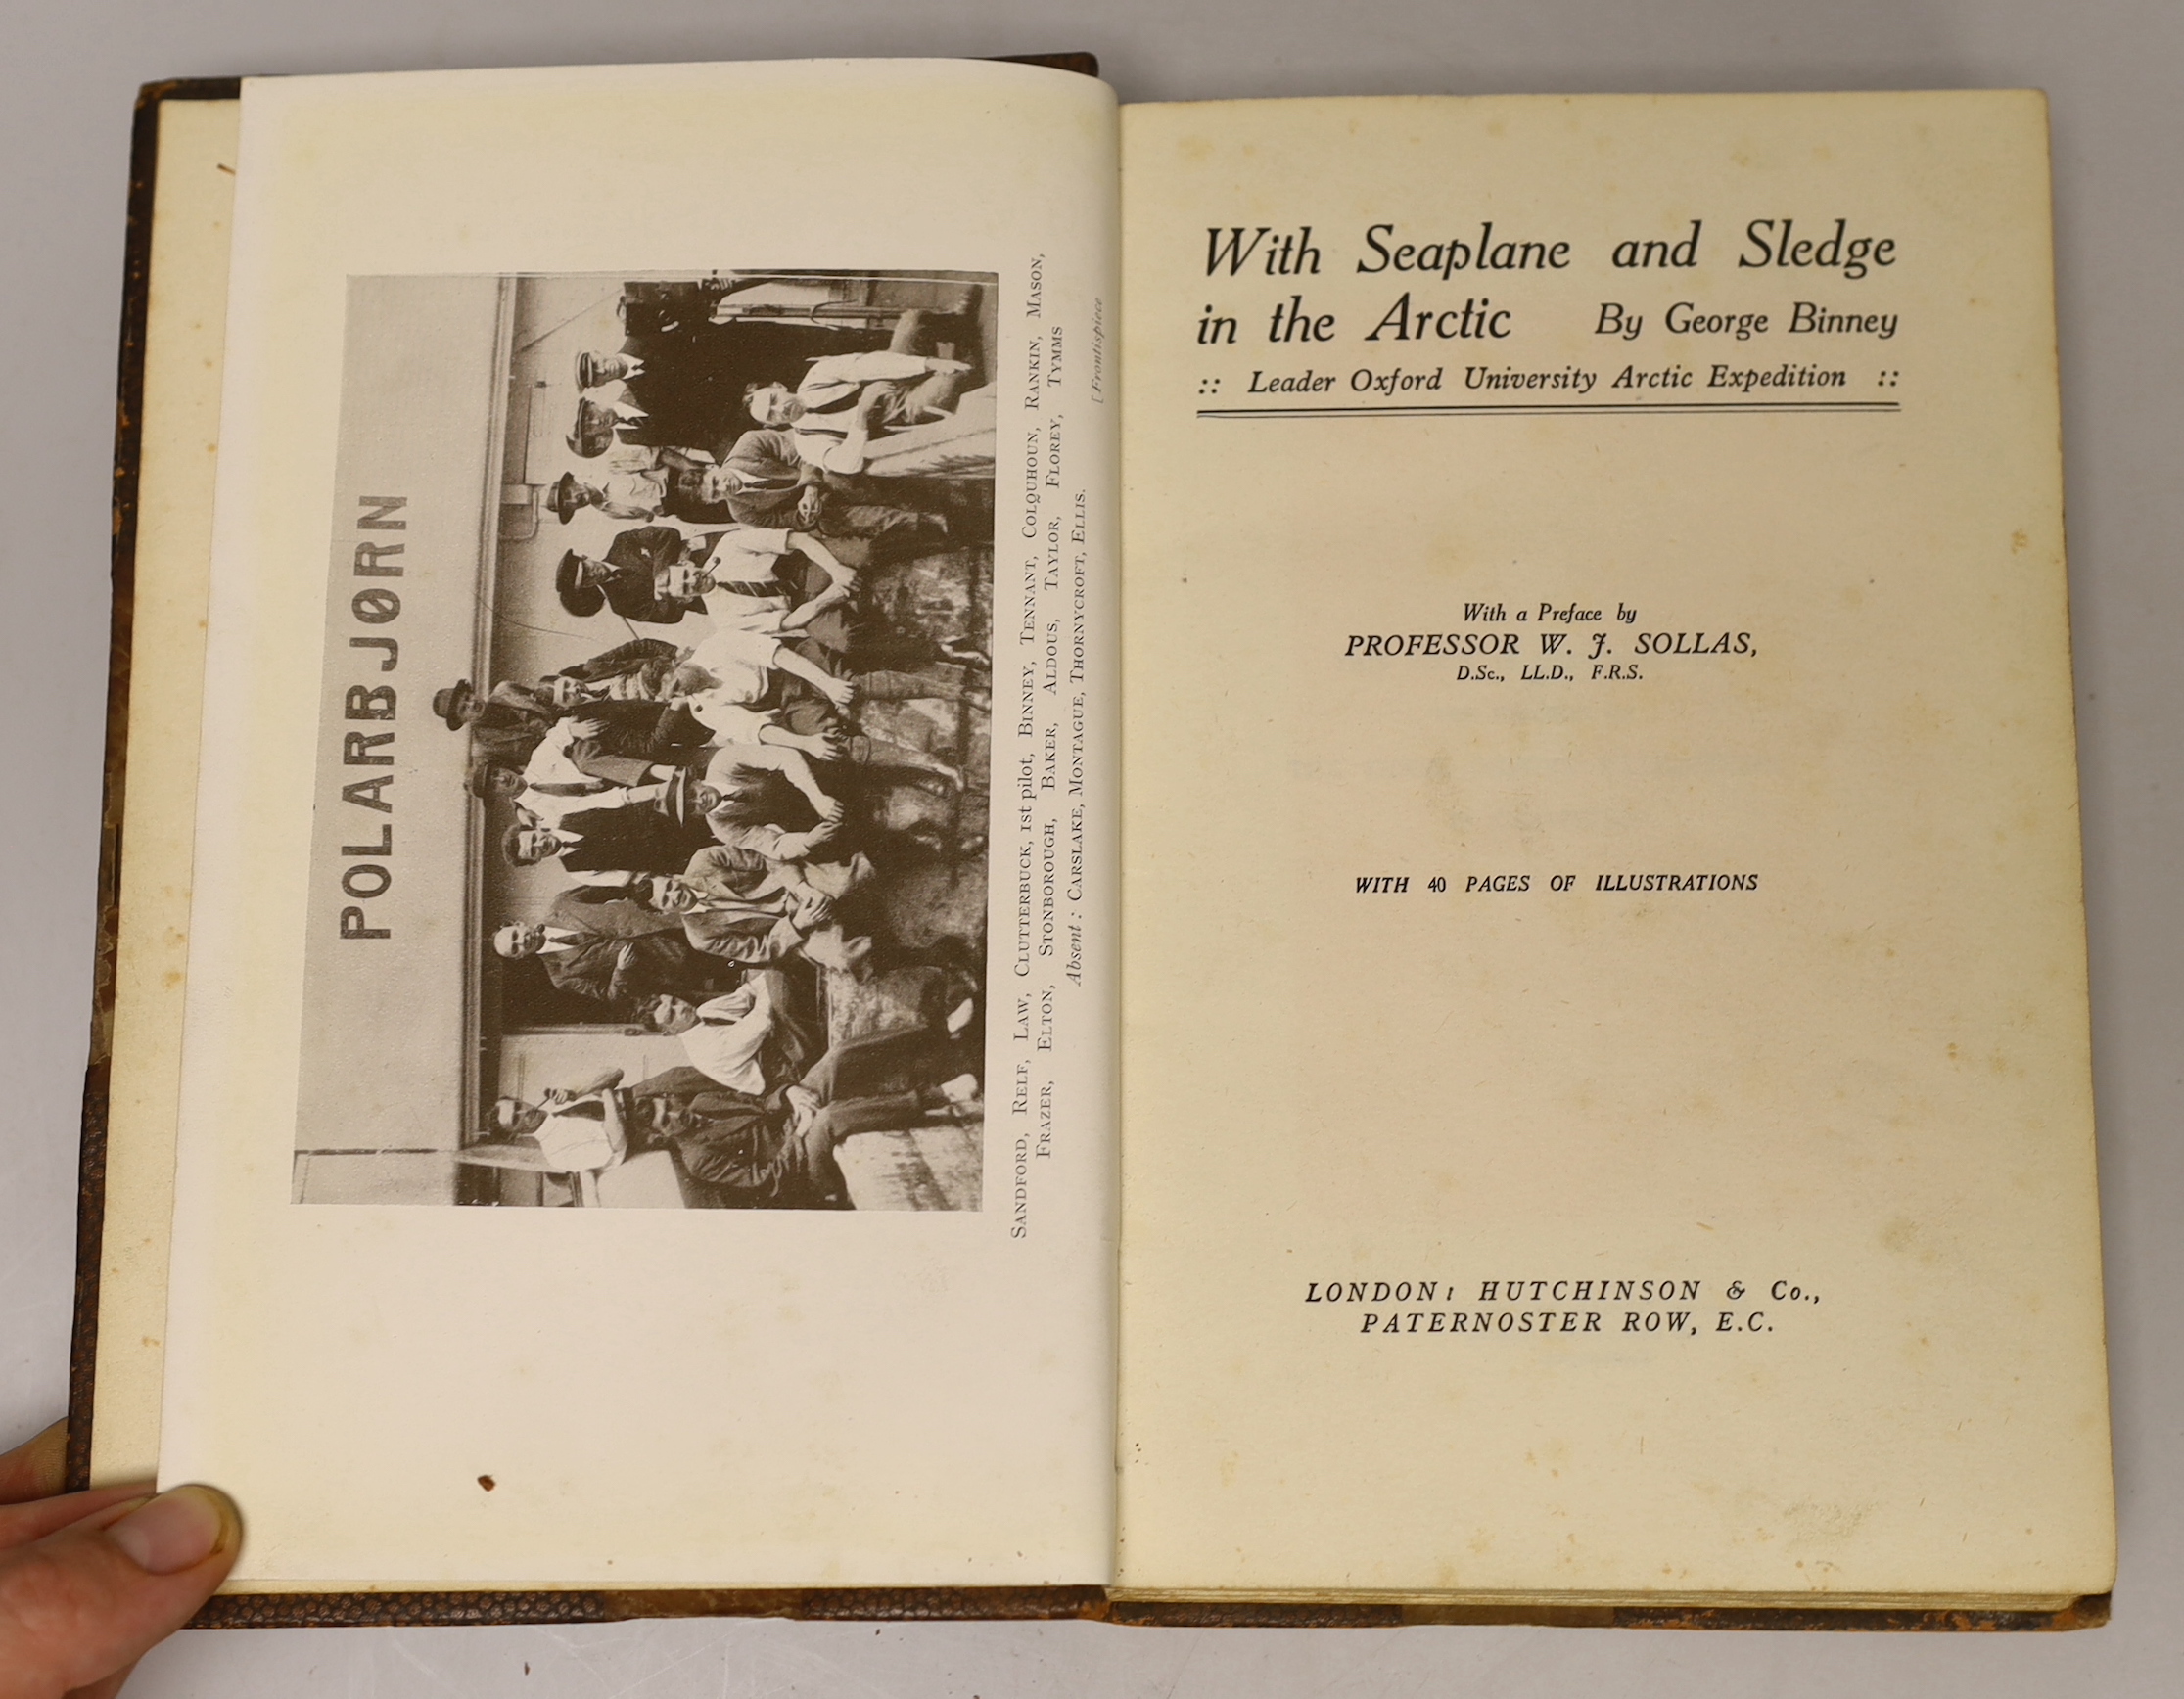 POLARBJØRN
SANDFORD, RELF, LAW, CLUTTERBUCK, 1st pilot, BINNEY, TENNANT, COLQUHOUN, RANKIN, MASON,
FRAZER, ELTON, STONBOROUGH, BAKER, ALDOUS, TAYLOR, FLOREY, TYMMS
Absent : CARSLAKE, MONTAGUE, THORNYCROFT, ELLIS.
[Frontispiece
With Seaplane and Sledge
in the Arctic By George Binney
:: Leader Oxford University Arctic Expedition ::
With a Preface by
PROFESSOR W. J. SOLLAS,
D.Sc., LL.D., F.R.S.
WITH 40 PAGES OF ILLUSTRATIONS
LONDON: HUTCHINSON & Co.,
PATERNOSTER ROW, E.C.